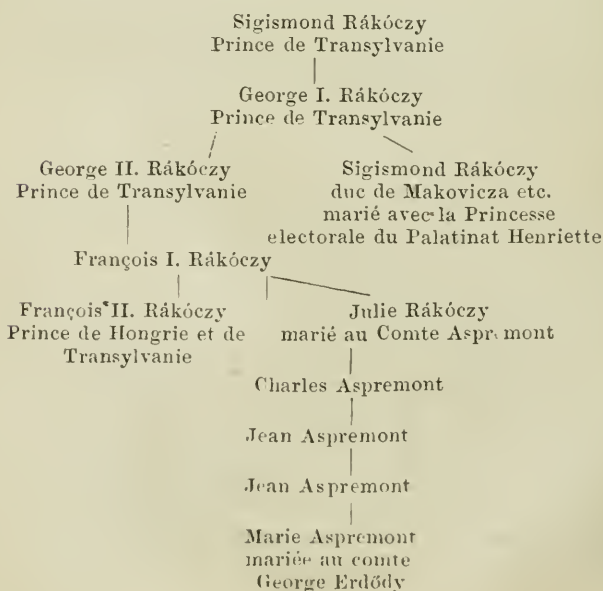 Sigismond Rákóczy
Prince de Transylvanie
George I. Rákóczy
Prince de Transylvanie
George II. Rákóczy
Prince de Transylvanie
Sigismond Rákóczy
duc de Makovicza etc.
marié avec la Princesse
electorale du Palatinat Henriette
François I. Rákóczy
François II. Rákóczy
Prince de Hongrie et de
Transylvanie
Julie Rákóczy
marié au Comte Aspremont
Charles Aspremont
Jean Aspremont
Jean Aspremont
Marie Aspremont
mariée au comte
George Erdődy